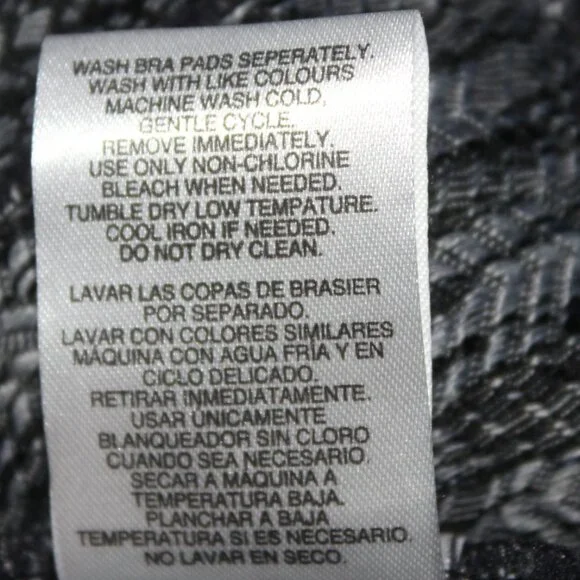 WASH BRA PADS SEPERATELY.
WASH WITH LIKE COLOURS
MACHINE WASH COLD,
GENTLE CYCLE.
REMOVE IMMEDIATELY.
USE ONLY NON-CHLORINE
BLEACH WHEN NEEDED.
TUMBLE DRY LOW TEMPATURE.
COOL IRON IF NEEDED.
DO NOT DRY CLEAN.
LAVAR LAS COPAS DE BRASIER
POR SEPARADO.
LAVAR CON COLORES SIMILARES
MÁQUINA CON AGUA FRÍA Y EN
CICLO DELICADO.
RETIRAR INMEDIATAMENTE.
USAR ÚNICAMENTE
BLANQUEADOR SIN CLORO
CUANDO SEA NECESARIO.
SECAR A MÁQUINA A
TEMPERATURA BAJA.
PLANCHAR A BAJA
TEMPERATURA SI ES NECESARIO.
NO LAVAR EN SECO.